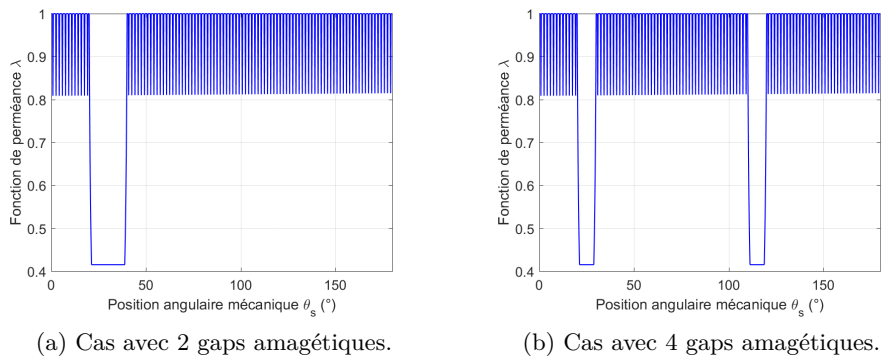 1
0.9
0.8
0.7
0.6
0.5
0.4
Fonction de perméance λ
0 50 100 150
Position angulaire mécanique θs (°)
(a) Cas avec 2 gaps amagétiques.
1
0.9
0.8
0.7
0.6
0.5
0.4
Fonction de perméance λ
0 50 100 150
Position angulaire mécanique θs (°)
(b) Cas avec 4 gaps amagétiques.